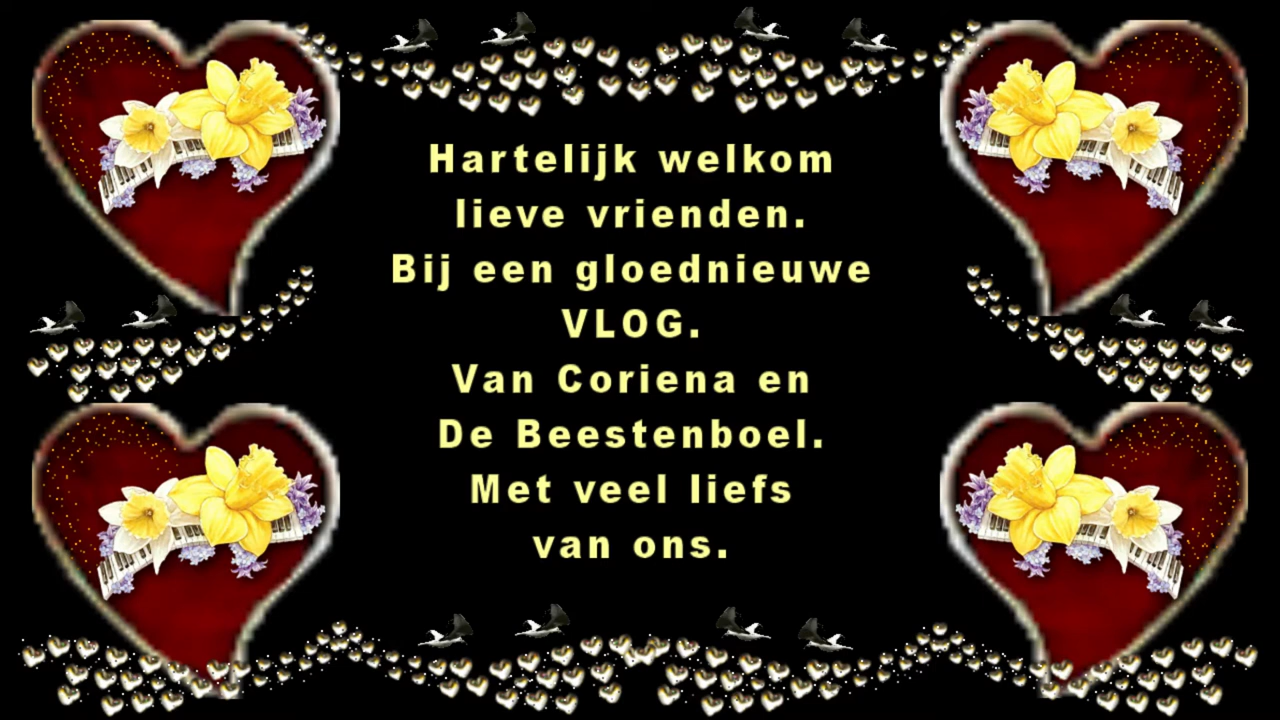 Hartelijk welkom
lieve vrienden.
Bij een gloednieuwe
VLOG.
Van Coriena en
De Beestenboel.
Met veel liefs
van ons.